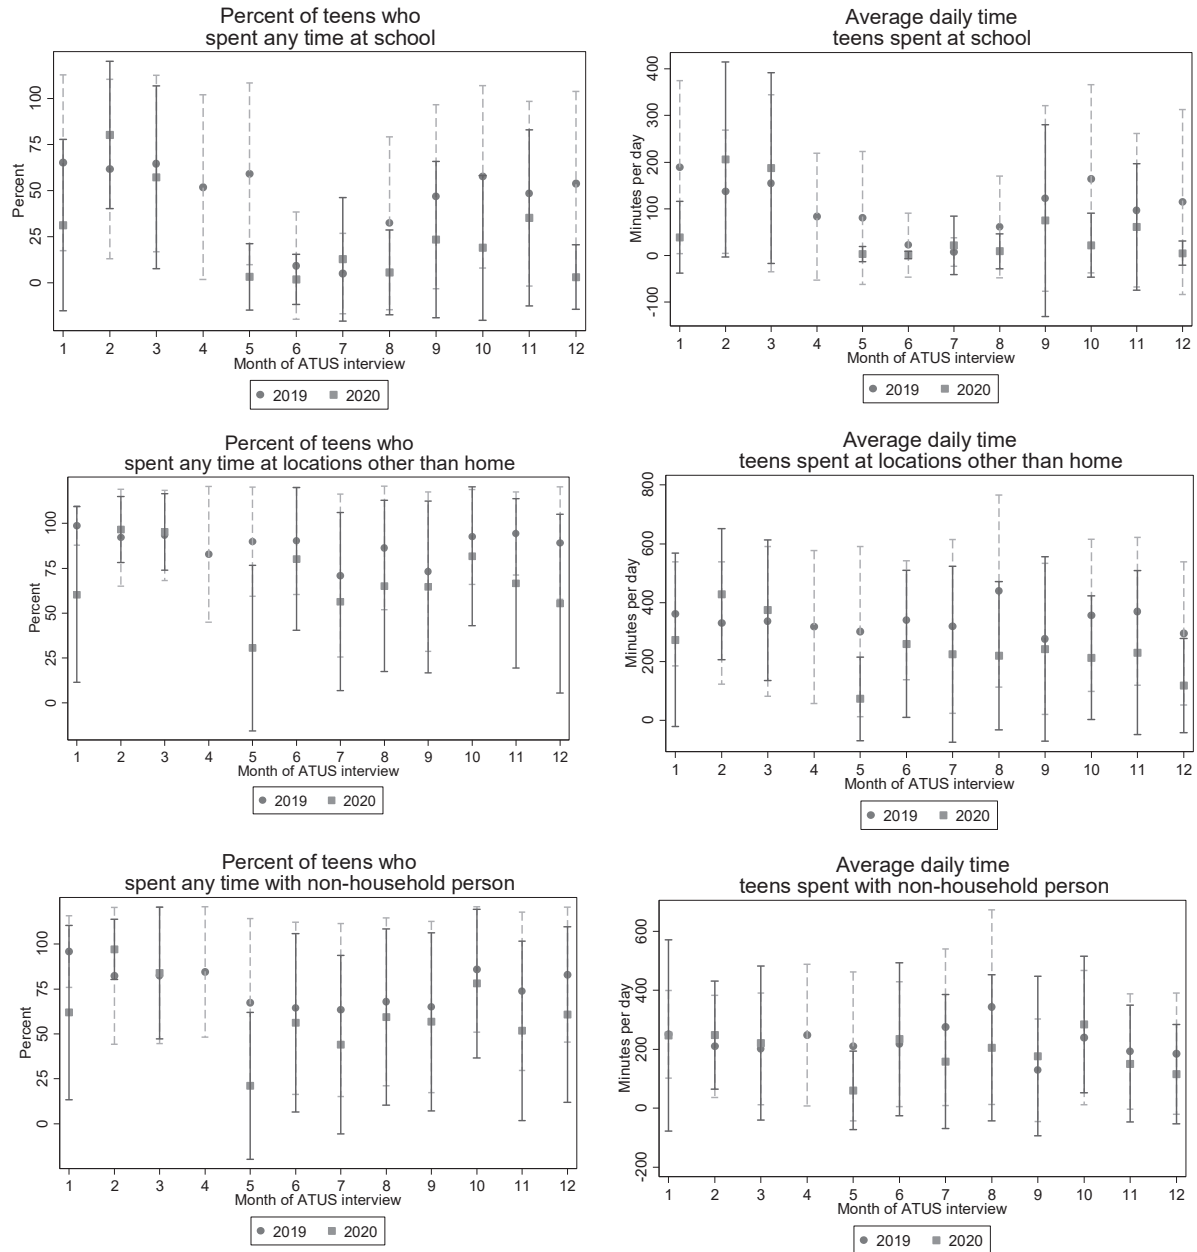 Percent of teens who
spent any time at school
Percent
100
75
50
25
0
1 2 3 4 5 6 7 8 9 10 11 12
Month of ATUS interview
2019 2020
Average daily time
teens spent at school
Minutes per day
400
300
200
100
0
-100
1 2 3 4 5 6 7 8 9 10 11 12
Month of ATUS interview
2019 2020
Percent of teens who
spent any time at locations other than home
Percent
100
75
50
25
0
1 2 3 4 5 6 7 8 9 10 11 12
Month of ATUS interview
2019 2020
Average daily time
teens spent at locations other than home
Minutes per day
800
600
400
200
0
1 2 3 4 5 6 7 8 9 10 11 12
Month of ATUS interview
2019 2020
Percent of teens who
spent any time with non-household person
Percent
100
75
50
25
0
1 2 3 4 5 6 7 8 9 10 11 12
Month of ATUS interview
2019 2020
Average daily time
teens spent with non-household person
Minutes per day
600
400
200
0
-200
1 2 3 4 5 6 7 8 9 10 11 12
Month of ATUS interview
2019 2020